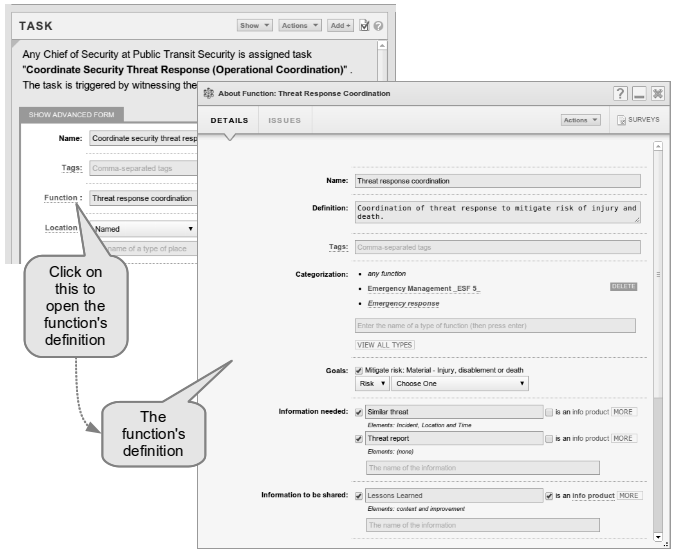 TASK
Show Actions Add +
Any Chief of Security at Public Transit Security is assigned task
"Coordinate Security Threat Response (Operational Coordination)" .
The task is triggered by witnessing the
SHOW ADVANCED FORM
Name: Coordinate security threat resp
Tags: Comma-separated tags
Function : Threat response coordination
Location Named
name of a type of place
Click on
this to
open the
function's
definition
The
function's
definition
About Function: Threat Response Coordination
DETAILS ISSUES Actions SURVEYS
Name: Threat response coordination
Definition: Coordination of threat response to mitigate risk of injury and
death.
Tags: Comma-separated tags
Categorization: • any function
• Emergency Management _ESF 5_ DELETE
• Emergency response
Enter the name of a type of function (then press enter)
VIEW ALL TYPES
Goals: Mitigate risk: Material - Injury, disablement or death
Risk Choose One
Information needed: Similar threat is an info product MORE
Elements: Incident, Location and Time
Threat report is an info product MORE
Elements: (none)
The name of the information
Information to be shared: Lessons Learned is an info product MORE
Elements: context and improvement
The name of the information